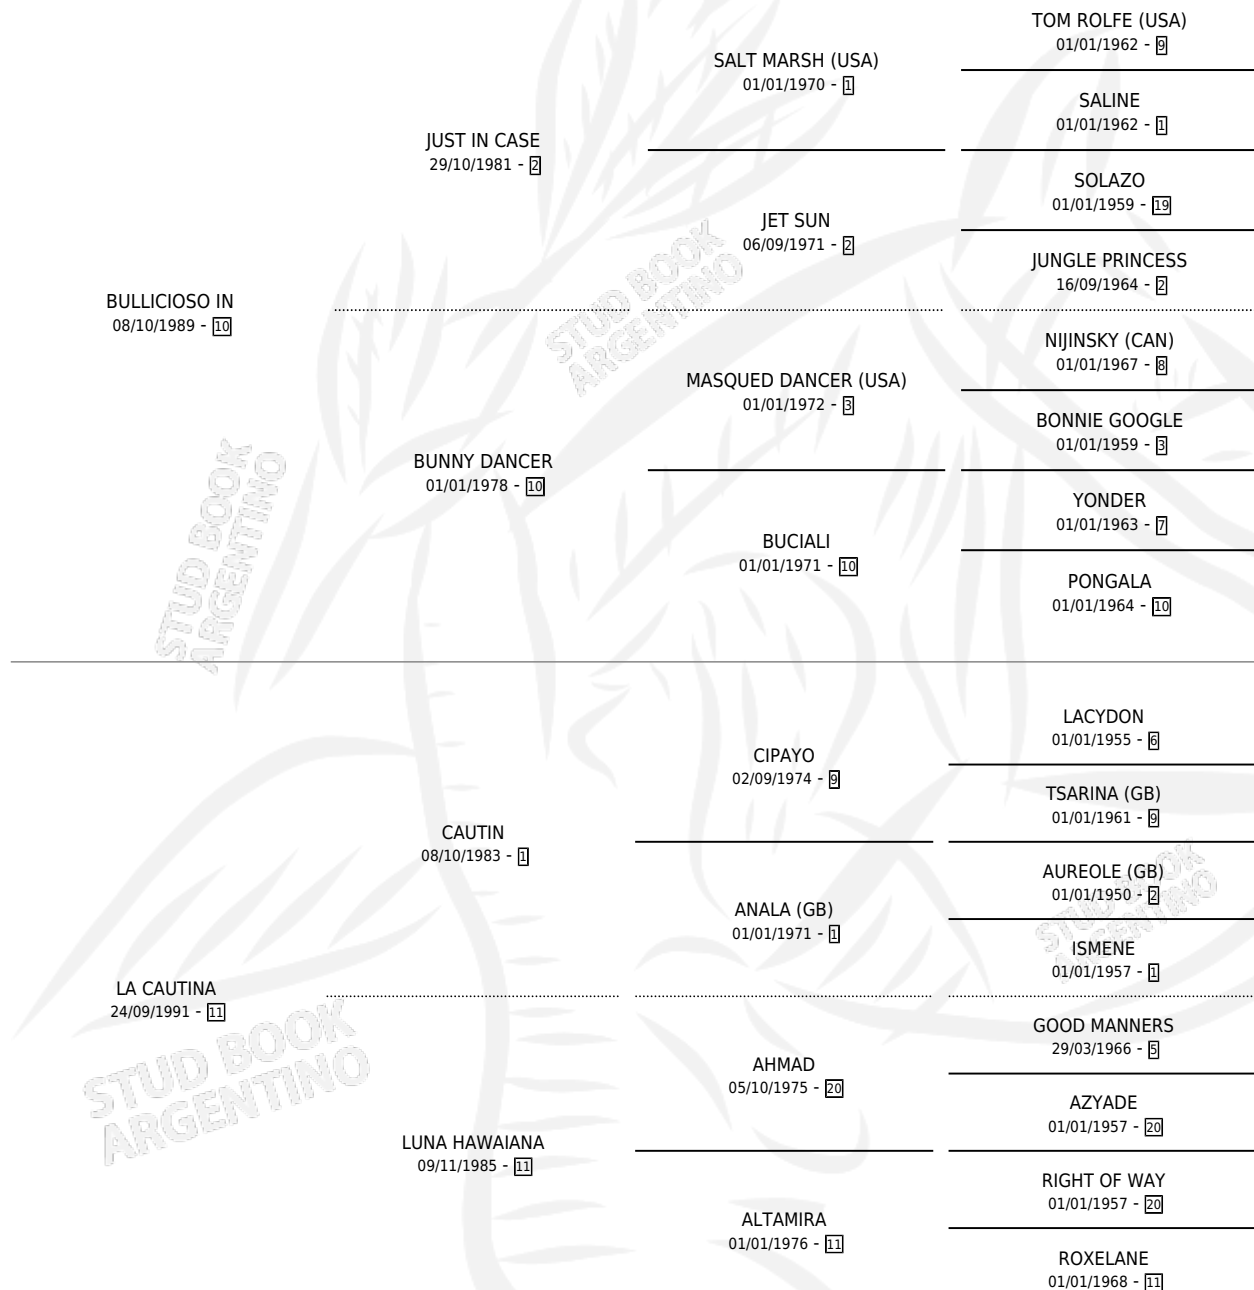 TOM ROLFE (USA)
01/01/1962 - 9
SALT MARSH (USA)
01/01/1970 - 1
SALINE
01/01/1962 - 1
JUST IN CASE
29/10/1981 - 2
SOLAZO
01/01/1959 - 19
JET SUN
06/09/1971 - 2
JUNGLE PRINCESS
16/09/1964 - 2
BULLICIOSO IN
08/10/1989 - 10
NIJINSKY (CAN)
01/01/1967 - 8
MASQUED DANCER (USA)
01/01/1972 - 3
BONNIE GOOGLE
01/01/1959 - 3
BUNNY DANCER
01/01/1978 - 10
YONDER
01/01/1963 - 7
BUCIALI
01/01/1971 - 10
PONGALA
01/01/1964 - 10
LACYDON
01/01/1955 - 6
CIPAYO
02/09/1974 - 9
TSARINA (GB)
01/01/1961 - 9
CAUTIN
08/10/1983 - 1
AUREOLE (GB)
01/01/1950 - 2
ANALA (GB)
01/01/1971 - 1
ISMENE
01/01/1957 - 1
LA CAUTINA
24/09/1991 - 11
GOOD MANNERS
29/03/1966 - 5
AHMAD
05/10/1975 - 20
AZYADE
01/01/1957 - 20
LUNA HAWAIANA
09/11/1985 - 11
RIGHT OF WAY
01/01/1957 - 20
ALTAMIRA
01/01/1976 - 11
ROXELANE
01/01/1968 - 11
STUD BOOK
ARGENTINO
STUD BOOK
ARGENTINO
STUD BOOK
ARGENTINO
STUD BOOK
ARGENTINO